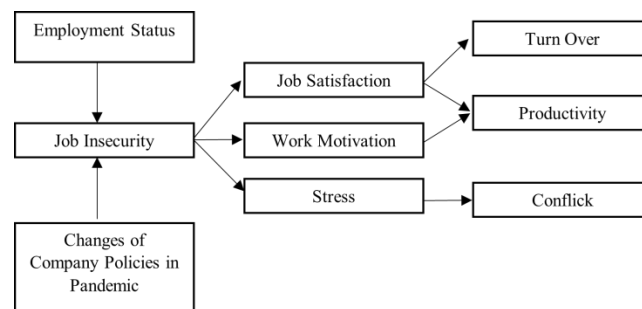 Employment Status
Turn Over
Job Satisfaction
Productivity
Job Insecurity
Work Motivation
Stress
Conflick
Changes of
Company Policies in
Pandemic